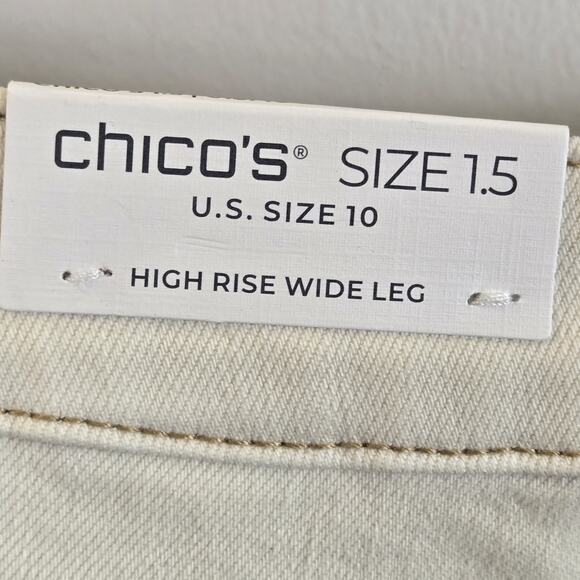 chico's® SIZE 1.5
U.S. SIZE 10
HIGH RISE WIDE LEG